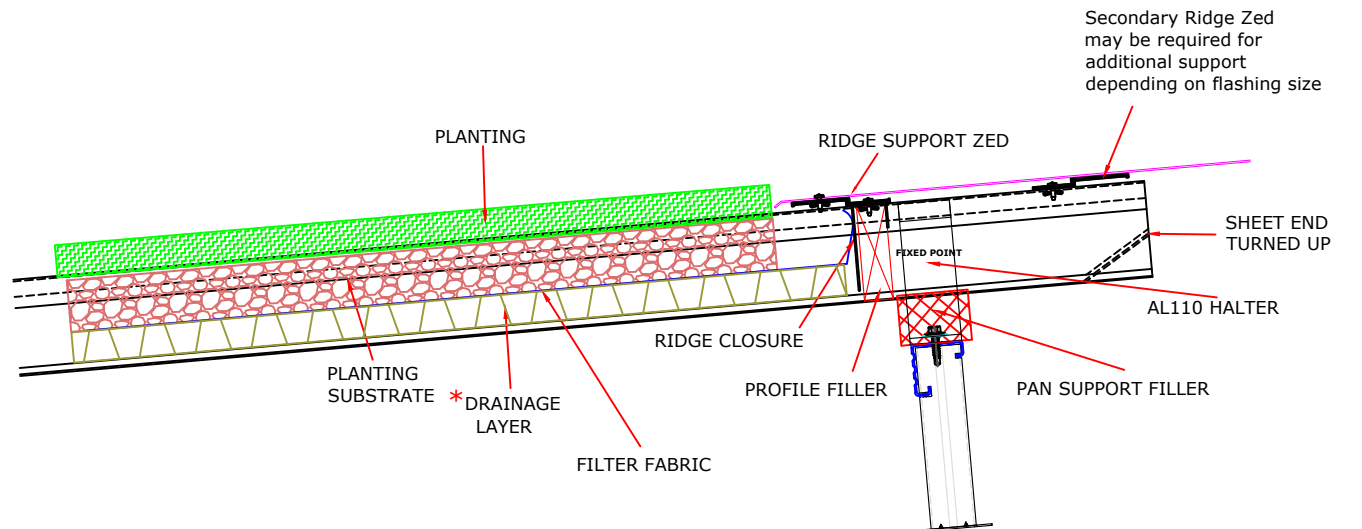 Secondary Ridge Zed
may be required for
additional support
depending on flashing size
PLANTING
RIDGE SUPPORT ZED
SHEET END
TURNED UP
FIXED POINT
AL110 HALTER
RIDGE CLOSURE
PLANTING
SUBSTRATE
*DRAINAGE
LAYER
PROFILE FILLER
PAN SUPPORT FILLER
FILTER FABRIC